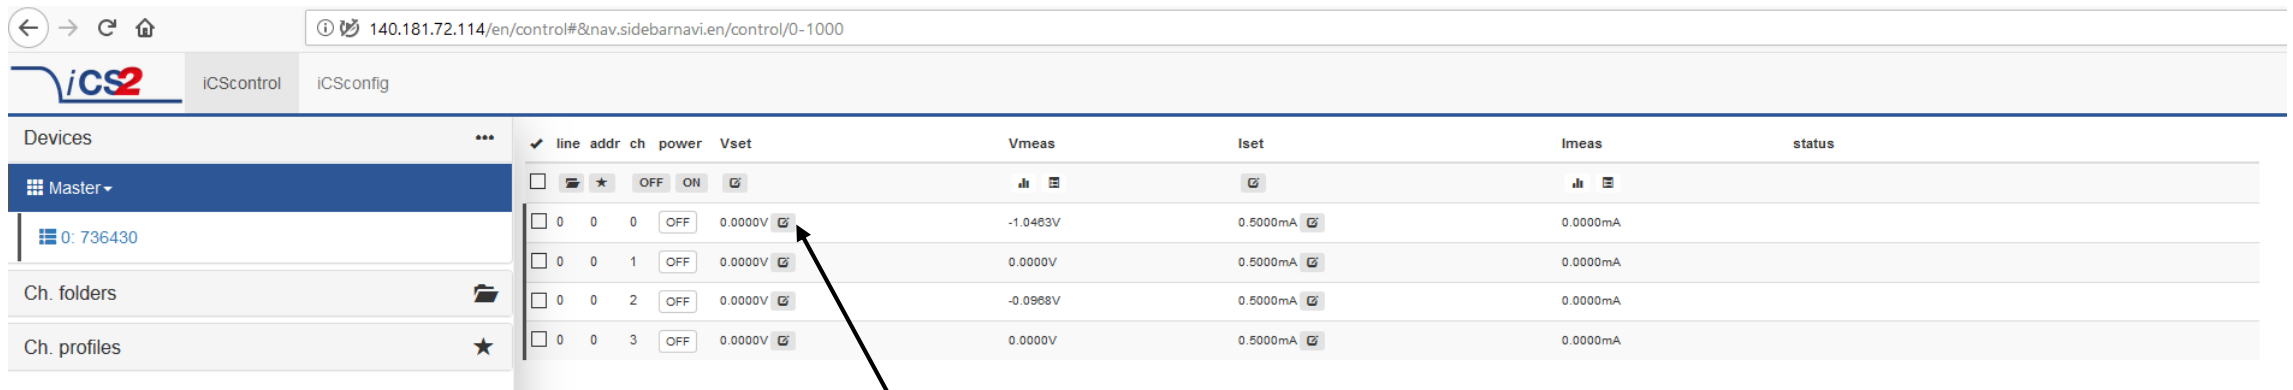 140.181.72.114/en/control#&nav.sidebarnavi.en/control/0-1000
iCS2 iCScontrol iCSconfig
Devices
Master
0: 736430
Ch. folders
Ch. profiles
line addr ch power Vset Vmeas Iset Imeas status
OFF ON
0 0 0 OFF 0.0000V -1.0463V 0.5000mA 0.0000mA
0 0 1 OFF 0.0000V 0.0000V 0.5000mA 0.0000mA
0 0 2 OFF 0.0000V -0.0968V 0.5000mA 0.0000mA
0 0 3 OFF 0.0000V 0.0000V 0.5000mA 0.0000mA